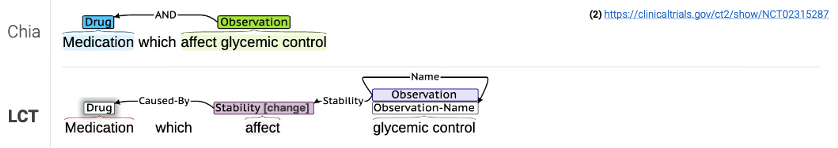 AND
Drug Observation
(2) https://clinicaltrials.gov/ct2/show/NCT02315287
Chia
Medication which affect glycemic control
Name
Observation
Drug Caused-By Stability [change] Stability Observation-Name
LCT
Medication which affect glycemic control